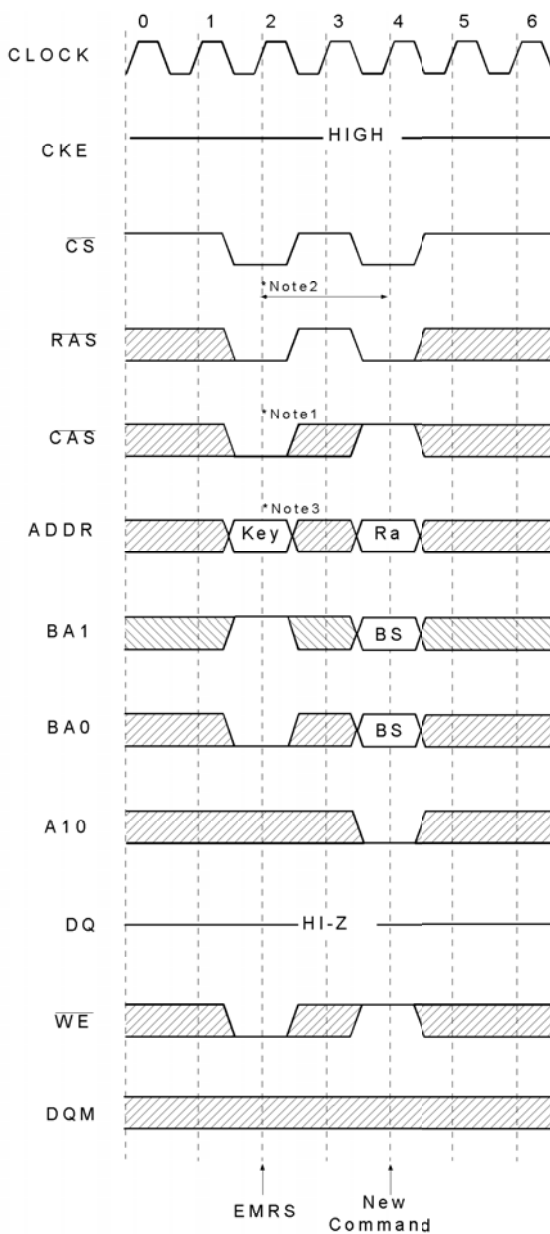 0 1 2 3 4 5 6
CLOCK
CKE HIGH
CS
*Note2
RAS
*Note1
CAS
*Note3
ADDR Key Ra
BA1 BS
BA0 BS
A10
DQ HI-Z
WE
DQM
EMRS New
Command